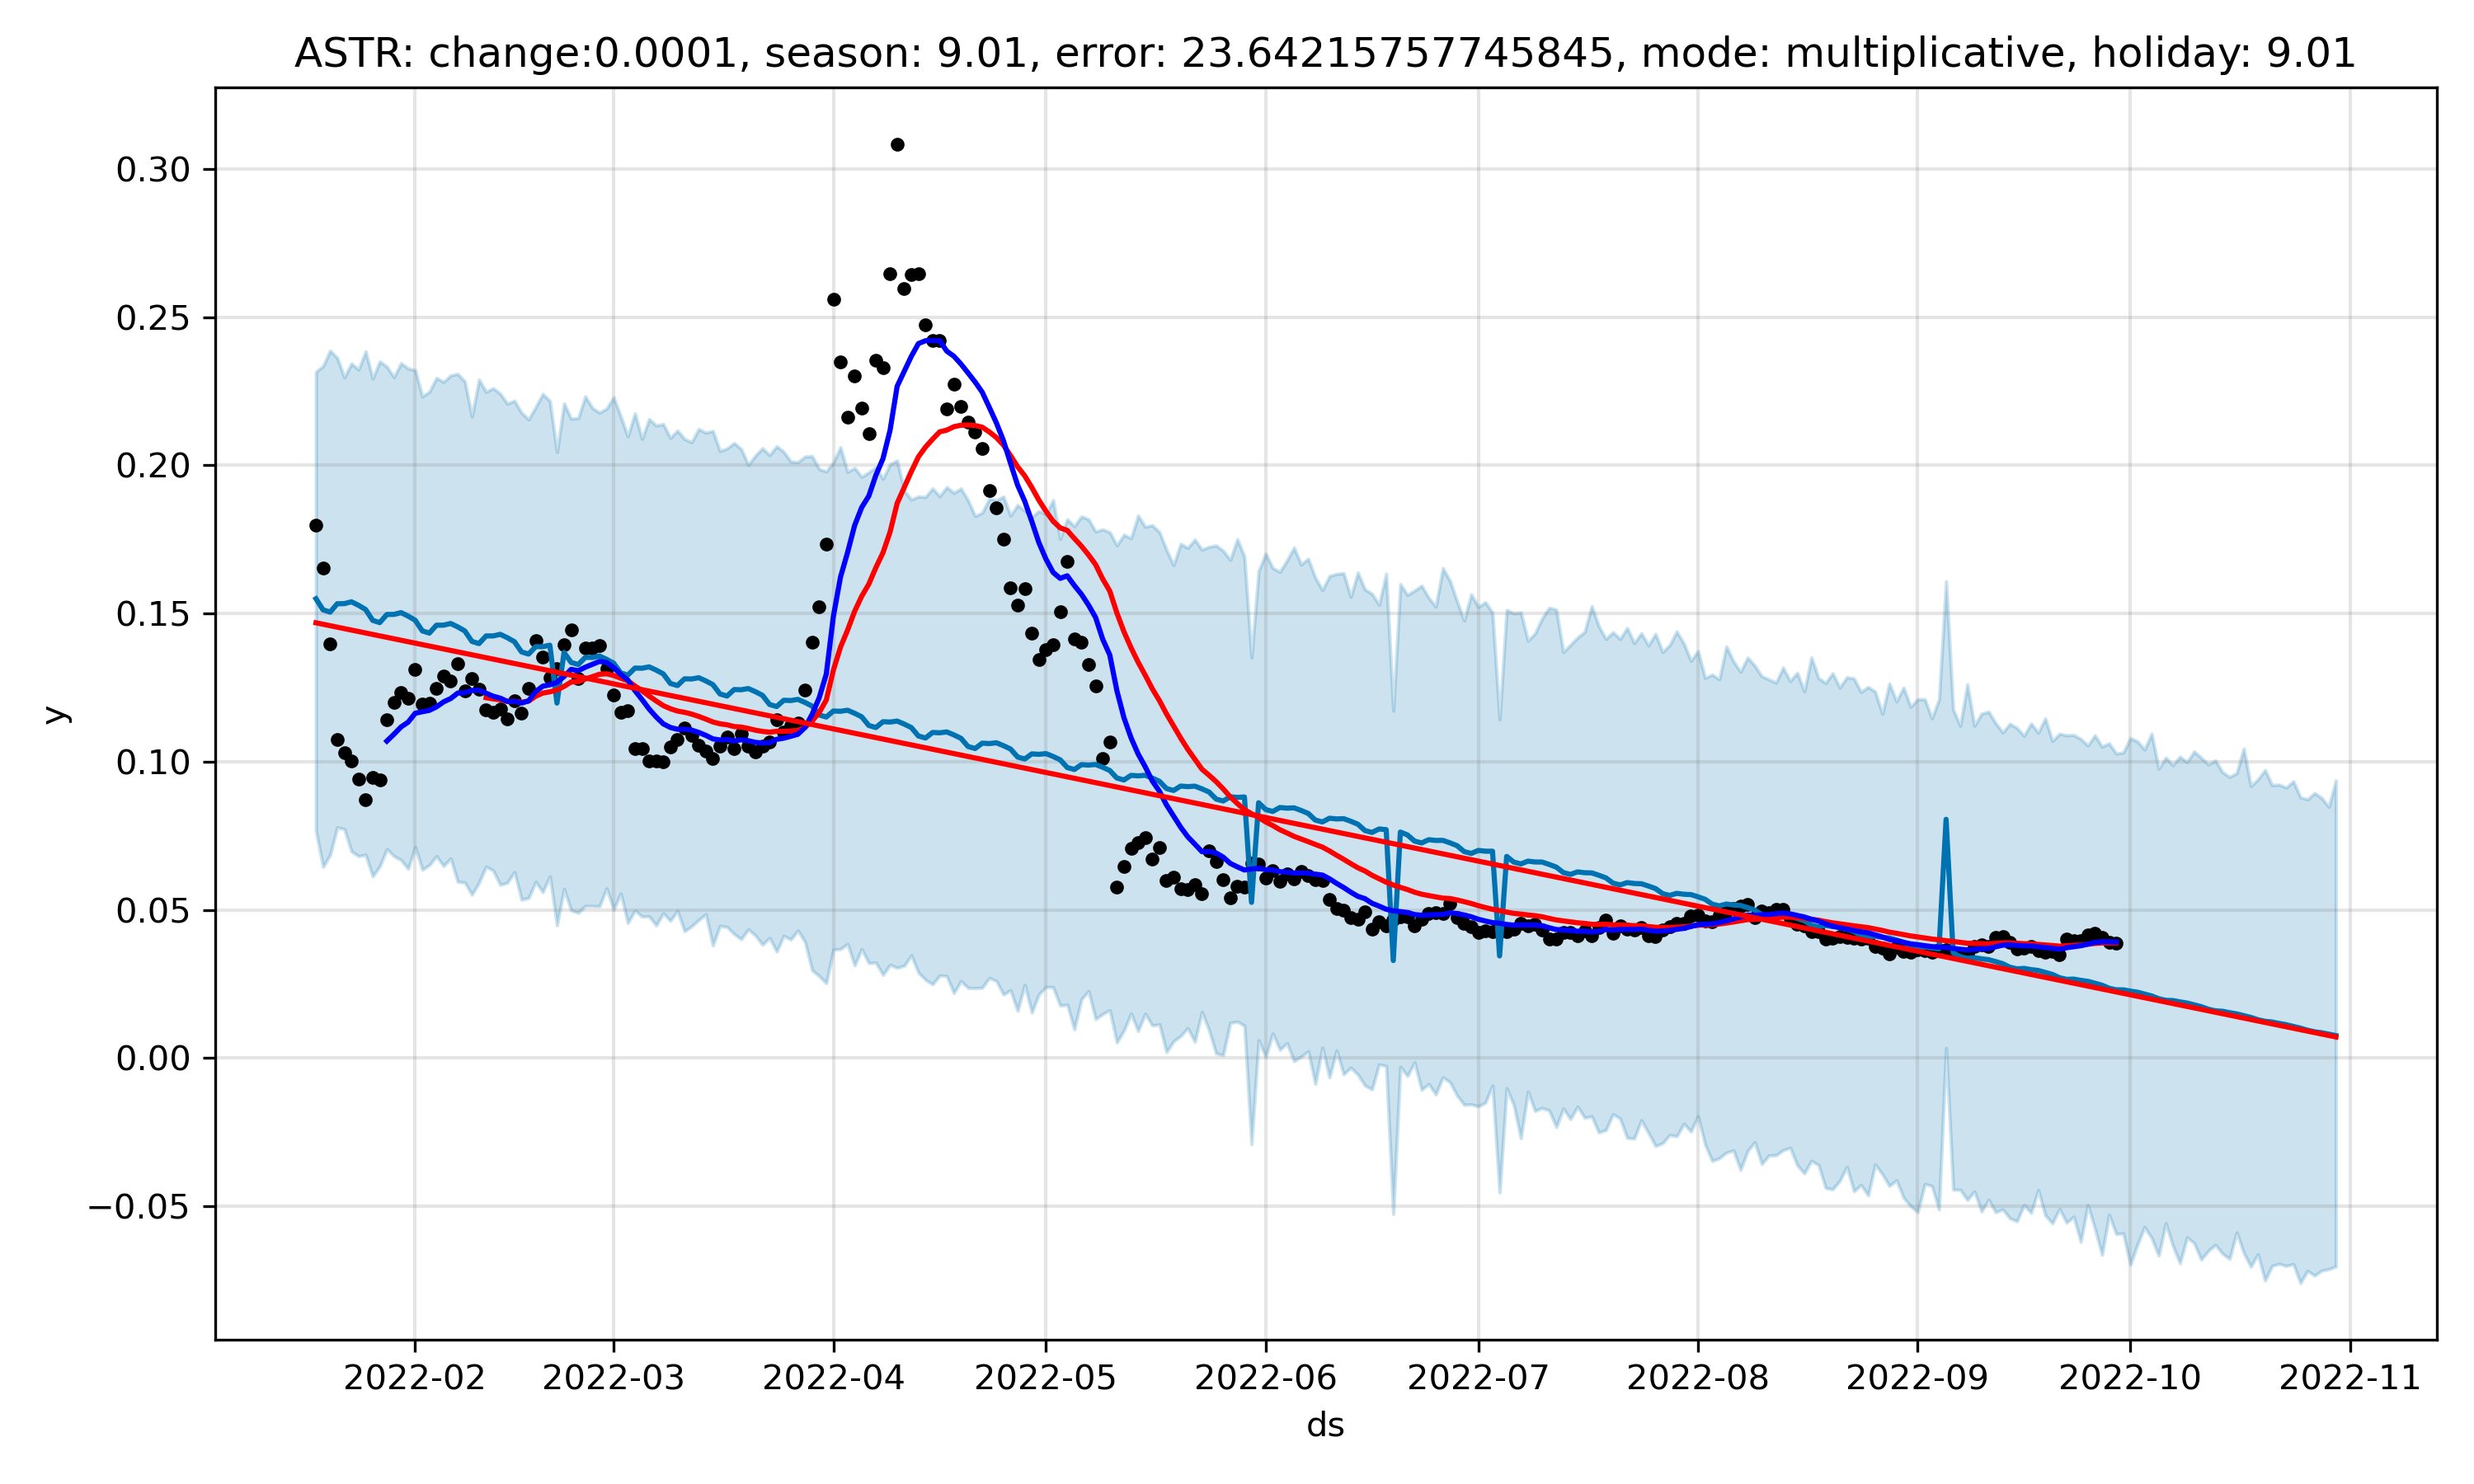 ASTR: change:0.0001, season: 9.01, error: 23.64215757745845, mode: multiplicative, holiday: 9.01
0.30
0.25
0.20
0.15
0.10
0.05
0.00
−0.05
y
2022-02 2022-03 2022-04 2022-05 2022-06 2022-07 2022-08 2022-09 2022-10 2022-11
ds